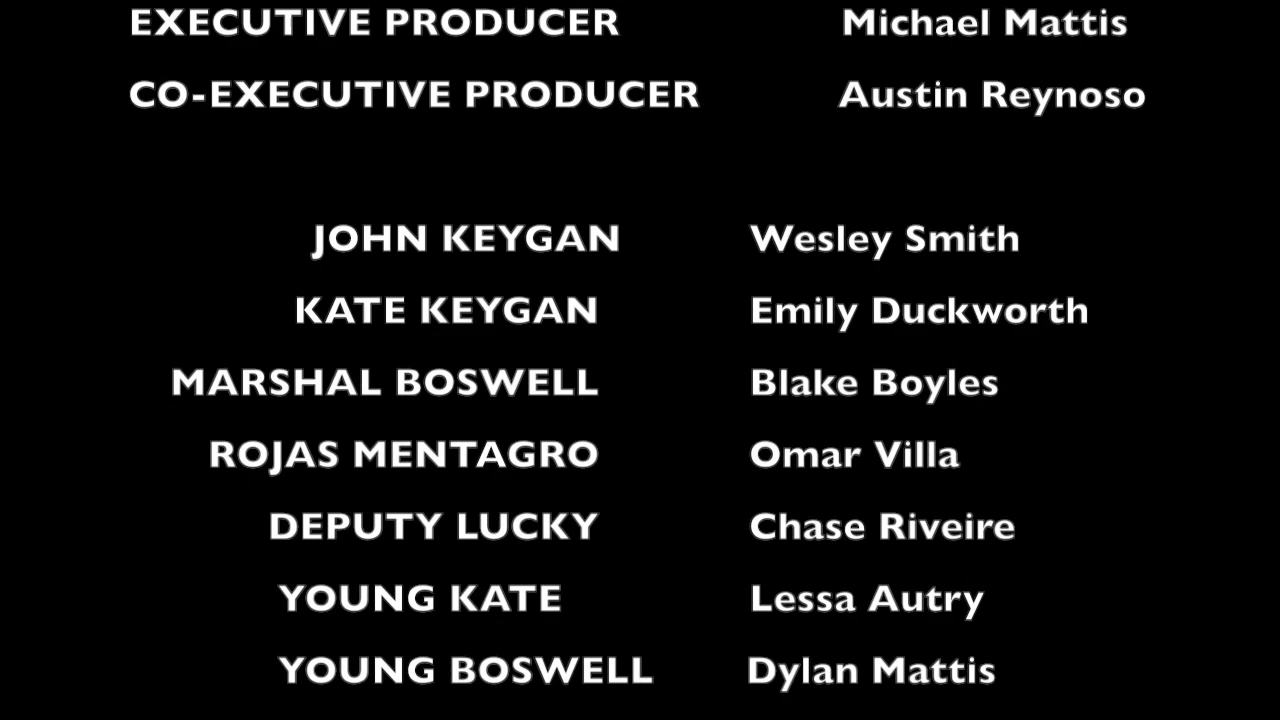 EXECUTIVE PRODUCER Michael Mattis
CO-EXECUTIVE PRODUCER Austin Reynoso
JOHN KEYGAN Wesley Smith
KATE KEYGAN Emily Duckworth
MARSHAL BOSWELL Blake Boyles
ROJAS MENTAGRO Omar Villa
DEPUTY LUCKY Chase Riveire
YOUNG KATE Lessa Autry
YOUNG BOSWELL Dylan Mattis